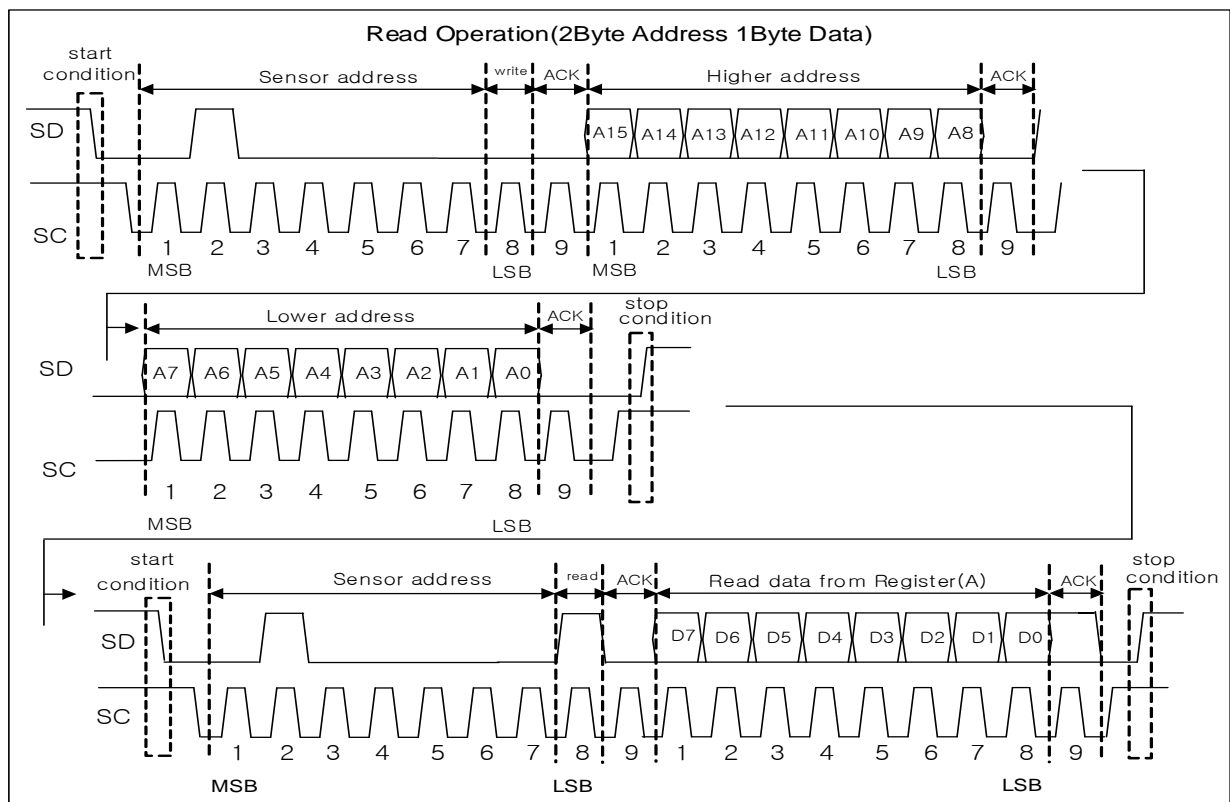 Read Operation(2Byte Address 1Byte Data)
start condition
Sensor address
write
ACK
Higher address
ACK
SD
A15 A14 A13 A12 A11 A10 A9 A8
SC
1 2 3 4 5 6 7 8 9 1 2 3 4 5 6 7 8 9
MSB LSB MSB LSB
Lower address
ACK
stop condition
SD
A7 A6 A5 A4 A3 A2 A1 A0
SC
1 2 3 4 5 6 7 8 9
MSB LSB
start condition
Sensor address
read
ACK
Read data from Register(A)
ACK
stop condition
SD
D7 D6 D5 D4 D3 D2 D1 D0
SC
1 2 3 4 5 6 7 8 9 1 2 3 4 5 6 7 8 9
MSB LSB LSB